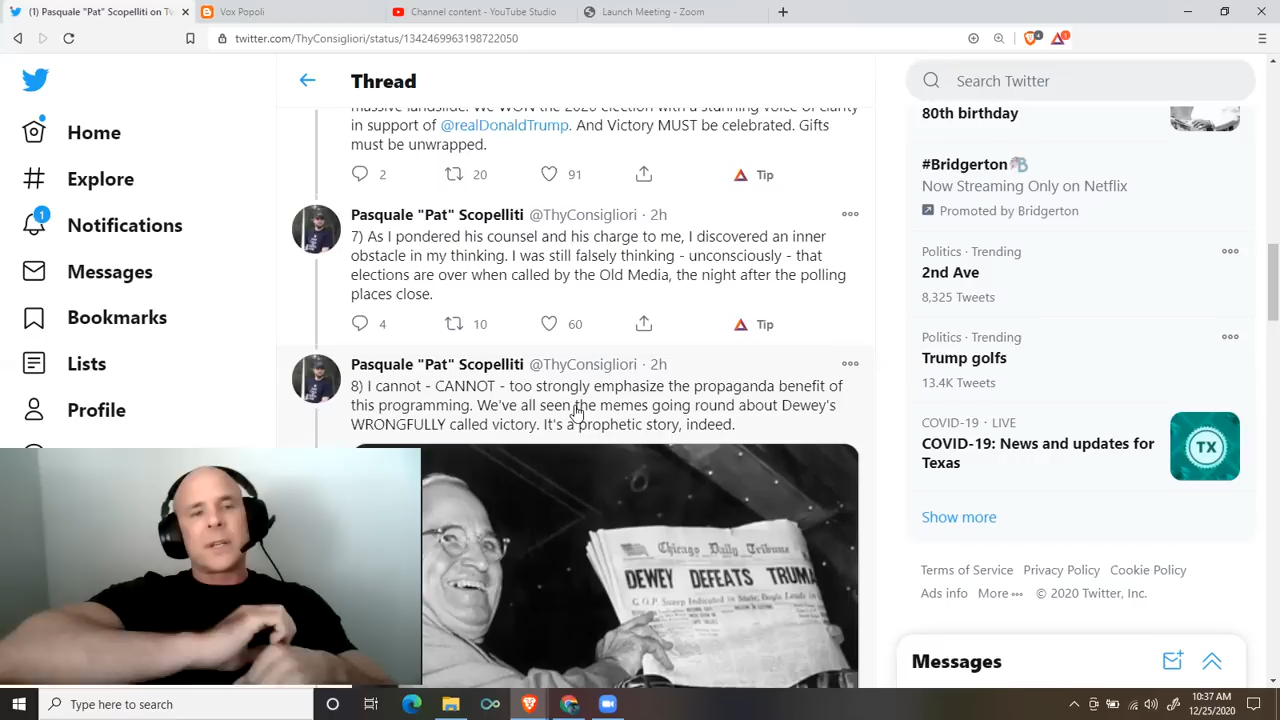 (1) Pasquale "Pat" Scopelliti on Tw
Vox Popoli
Channel content - YouTube Studio
Launch Meeting - Zoom
twitter.com/ThyConsigliori/status/1342469963198722050
4
1
Home
Explore
1
Notifications
Messages
Bookmarks
Lists
Profile
Thread
massive landslide. We WON the 2020 election with a stunning voice of clarity
in support of @realDonaldTrump. And Victory MUST be celebrated. Gifts
must be unwrapped.
2 20 91 Tip
Pasquale "Pat" Scopelliti @ThyConsigliori · 2h
7) As I pondered his counsel and his charge to me, I discovered an inner
obstacle in my thinking. I was still falsely thinking - unconsciously - that
elections are over when called by the Old Media, the night after the polling
places close.
4 10 60 Tip
Pasquale "Pat" Scopelliti @ThyConsigliori · 2h
8) I cannot - CANNOT - too strongly emphasize the propaganda benefit of
this programming. We've all seen the memes going round about Dewey's
WRONGFULLY called victory. It's a prophetic story, indeed.
Chicago Daily Tribune
DEWEY DEFEATS TRUMA
Search Twitter
80th birthday
#Bridgerton
Now Streaming Only on Netflix
Promoted by Bridgerton
Politics · Trending
2nd Ave
8,325 Tweets
Politics · Trending
Trump golfs
13.4K Tweets
COVID-19 · LIVE
COVID-19: News and updates for
Texas
TX
Show more
Terms of Service Privacy Policy Cookie Policy
Ad info More © 2020 Twitter, Inc.
Messages
Type here to search
10:37 AM
12/25/2020